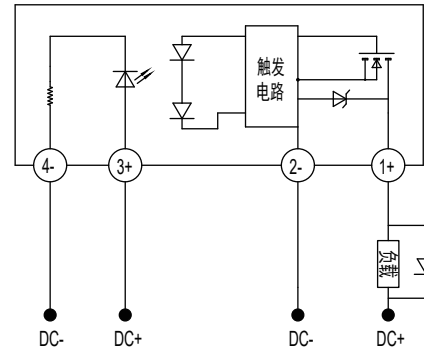 触发
电路
4-
3+
2-
1+
负载
DC-
DC+
DC-
DC+